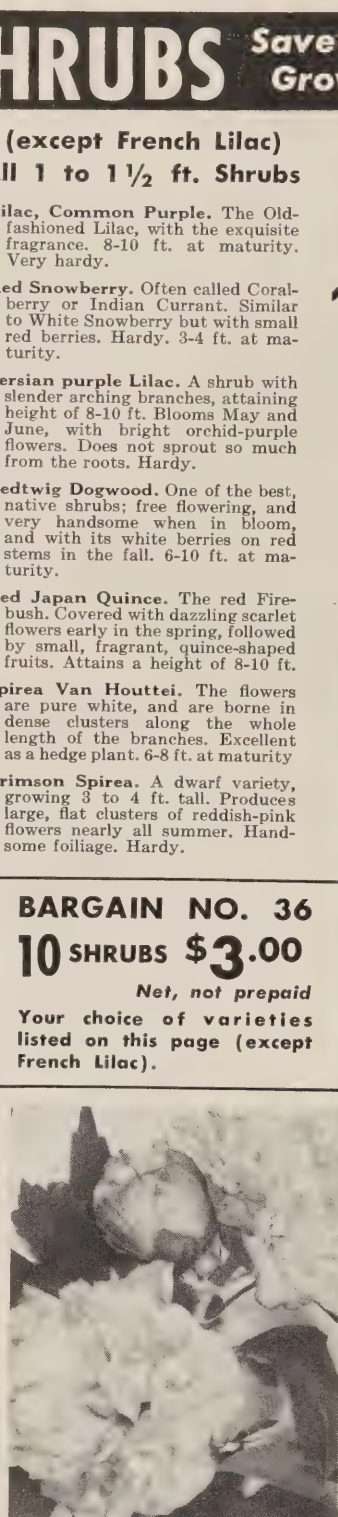 HRUBS Save
Grow
(except French Lilac)
ll 1 to 1½ ft. Shrubs
ilac, Common Purple. The Old-
fashioned Lilac, with the exquisite
fragrance. 8-10 ft. at maturity.
Very hardy.
ed Snowberry. Often called Coral-
berry or Indian Currant. Similar
to White Snowberry but with small
red berries. Hardy. 3-4 ft. at ma-
turity.
ersian purple Lilac. A shrub with
slender arching branches, attaining
height of 8-10 ft. Blooms May and
June, with bright orchid-purple
flowers. Does not sprout so much
from the roots. Hardy.
edtwig Dogwood. One of the best,
native shrubs; free flowering, and
very handsome when in bloom,
and with its white berries on red
stems in the fall. 6-10 ft. at ma-
turity.
ed Japan Quince. The red Fire-
bush. Covered with dazzling scarlet
flowers early in the spring, followed
by small, fragrant, quince-shaped
fruits. Attains a height of 8-10 ft.
pirea Van Houttei. The flowers
are pure white, and are borne in
dense clusters along the whole
length of the branches. Excellent
as a hedge plant. 6-8 ft. at maturity
rimson Spirea. A dwarf variety,
growing 3 to 4 ft. tall. Produces
large, flat clusters of reddish-pink
flowers nearly all summer. Hand-
some foiliage. Hardy.
BARGAIN NO. 36
10 SHRUBS $3.00
Net, not prepaid
Your choice of varieties
listed on this page (except
French Lilac).